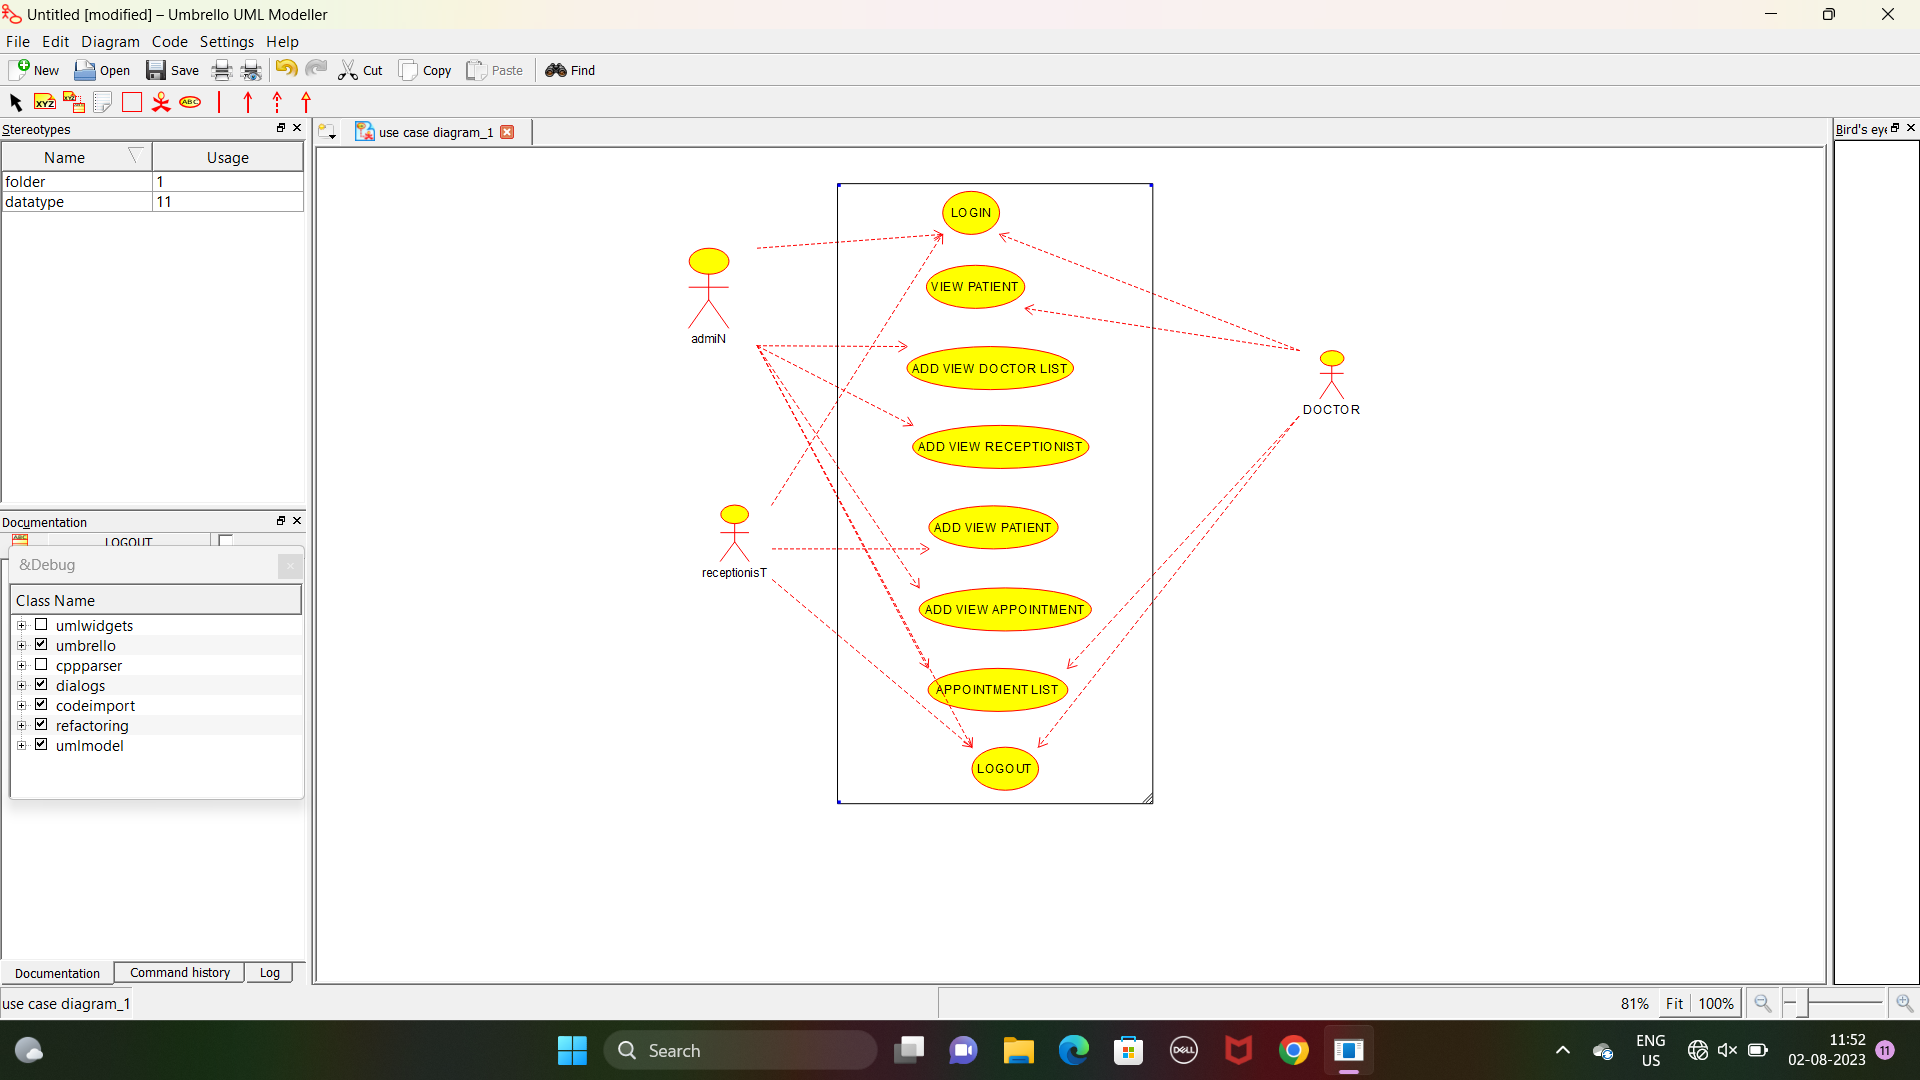 Untitled [modified] – Umbrello UML Modeller
File Edit Diagram Code Settings Help
New Open Save Cut Copy Paste Find
XYZ XYZ ABC
Stereotypes
Name Usage
folder 1
datatype 11
Documentation
LOGOUT
&Debug
Class Name
umlwidgets
umbrello
cppparser
dialogs
codeimport
refactoring
umlmodel
Documentation Command history Log
use case diagram_1
use case diagram_1
LOGIN
VIEW PATIENT
ADD VIEW DOCTOR LIST
ADD VIEW RECEPTIONIST
ADD VIEW PATIENT
ADD VIEW APPOINTMENT
APPOINTMENT LIST
LOGOUT
admiN
receptionisT
DOCTOR
Bird's eye
81% Fit 100%
Search
DELL
ENG
US
11:52
02-08-2023
11